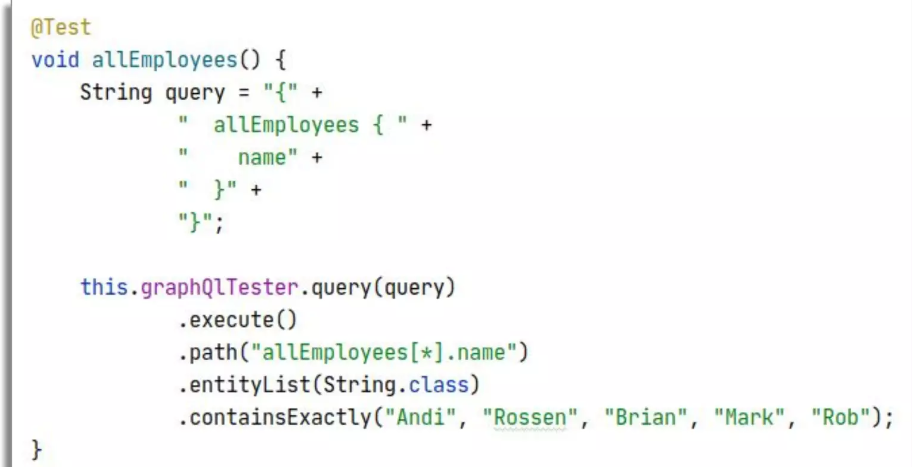 @Test
void allEmployees() {
    String query = "{" +
            "  allEmployees { " +
            "    name" +
            "  }" +
            "}";

    this.graphQlTester.query(query)
            .execute()
            .path("allEmployees[*].name")
            .entityList(String.class)
            .containsExactly("Andi", "Rossen", "Brian", "Mark", "Rob");
}